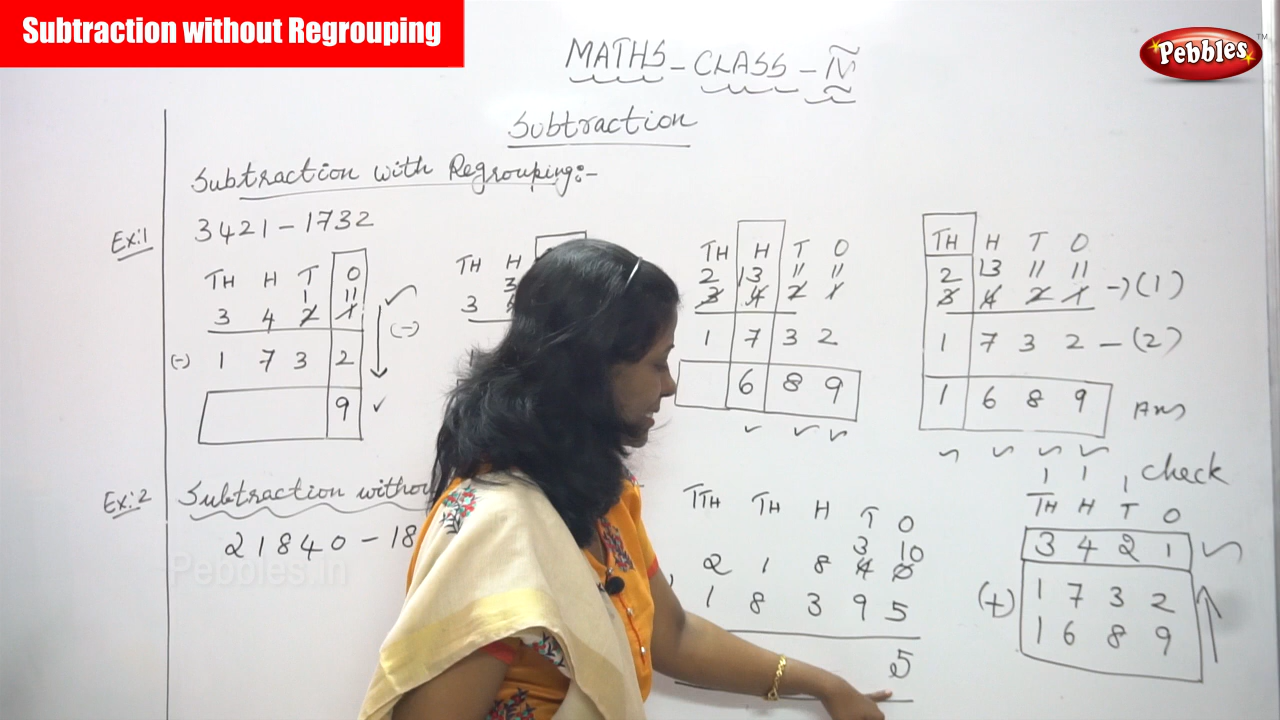 Subtraction without Regrouping
Pebbles
TM
MATHS - CLASS - IV
Subtraction
Subtraction with Regrouping:-
Ex:1
3421 - 1732
TH H T O
1 11
3 4 2 1
(-) 1 7 3 2
9
(-)
TH H
3
3
TH H T O
2 13 11 11
3 4 2 1
1 7 3 2
6 8 9
TH H T O
2 13 11 11
3 4 2 1 → (1)
1 7 3 2 - (2)
1 6 8 9 Ans
check
1 1 1
TH H T O
3 4 2 1
(+) 1 7 3 2
1 6 8 9
Ex:2
Subtraction withou
21840 - 18
TTH TH H T O
3 10
2 1 8 4 0
1 8 3 9 5
5
Pebbles.in